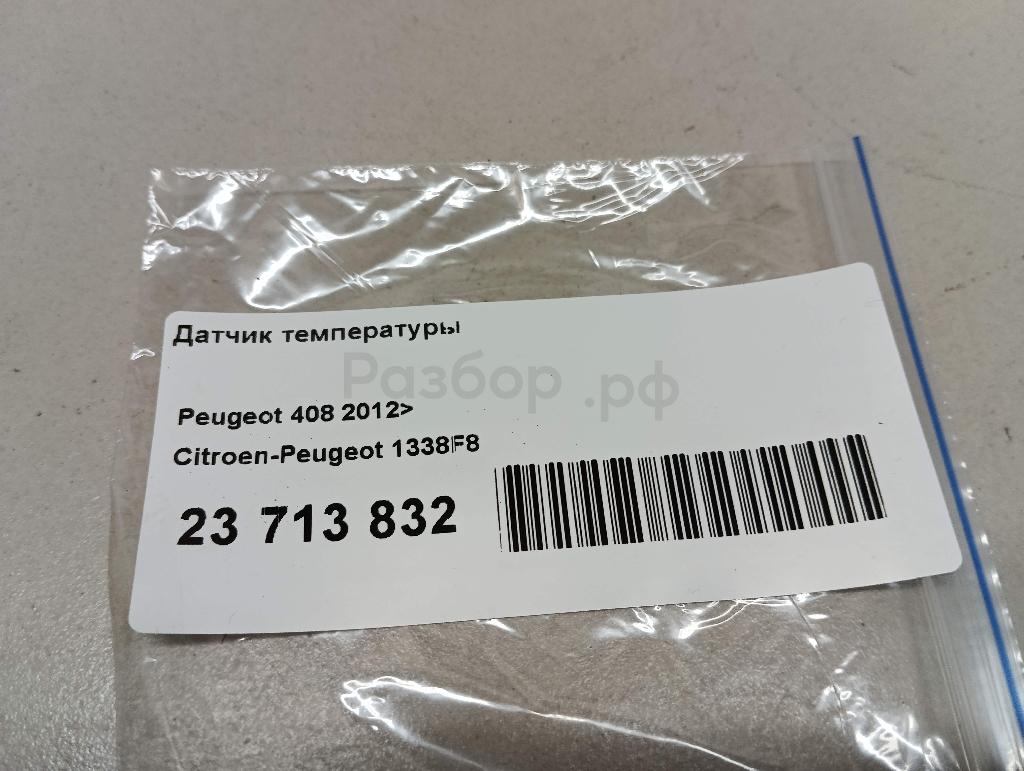 Датчик температуры
Разбор.рф
Peugeot 408 2012>
Citroen-Peugeot 1338F8
23 713 832